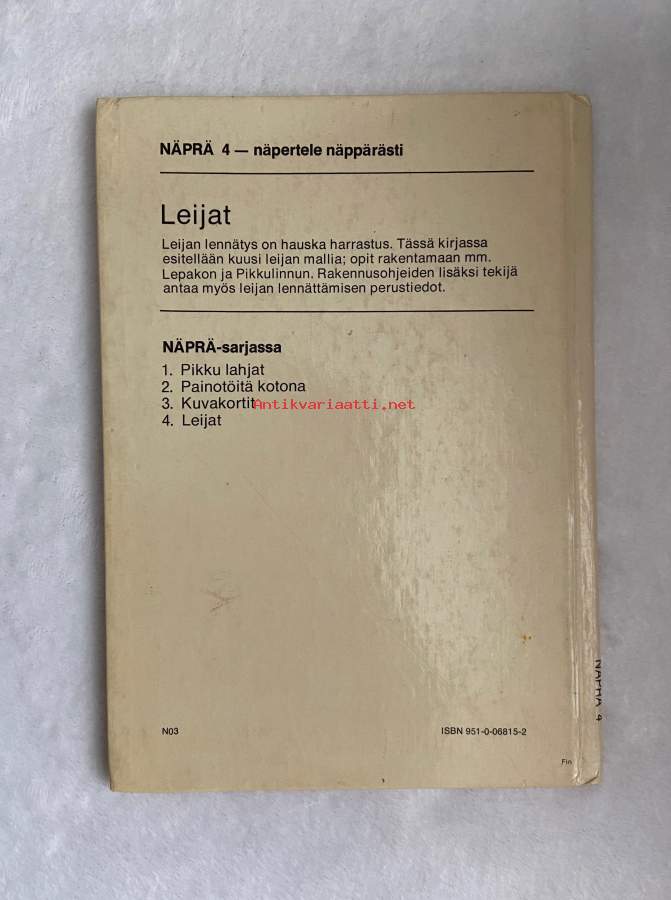 NÄPRÄ 4 — näpertele näppärästi
Leijat
Leijan lennätys on hauska harrastus. Tässä kirjassa
esitellään kuusi leijan mallia; opit rakentamaan mm.
Lepakon ja Pikkulinnun. Rakennusohjeiden lisäksi tekijä
antaa myös leijan lennättämisen perustiedot.
NÄPRÄ-sarjassa
1. Pikku lahjat
2. Painotöitä kotona
3. Kuvakortit
Antikvariaatti.net
4. Leijat
NÄPRÄ 4
N03
ISBN 951-0-06815-2
Fin